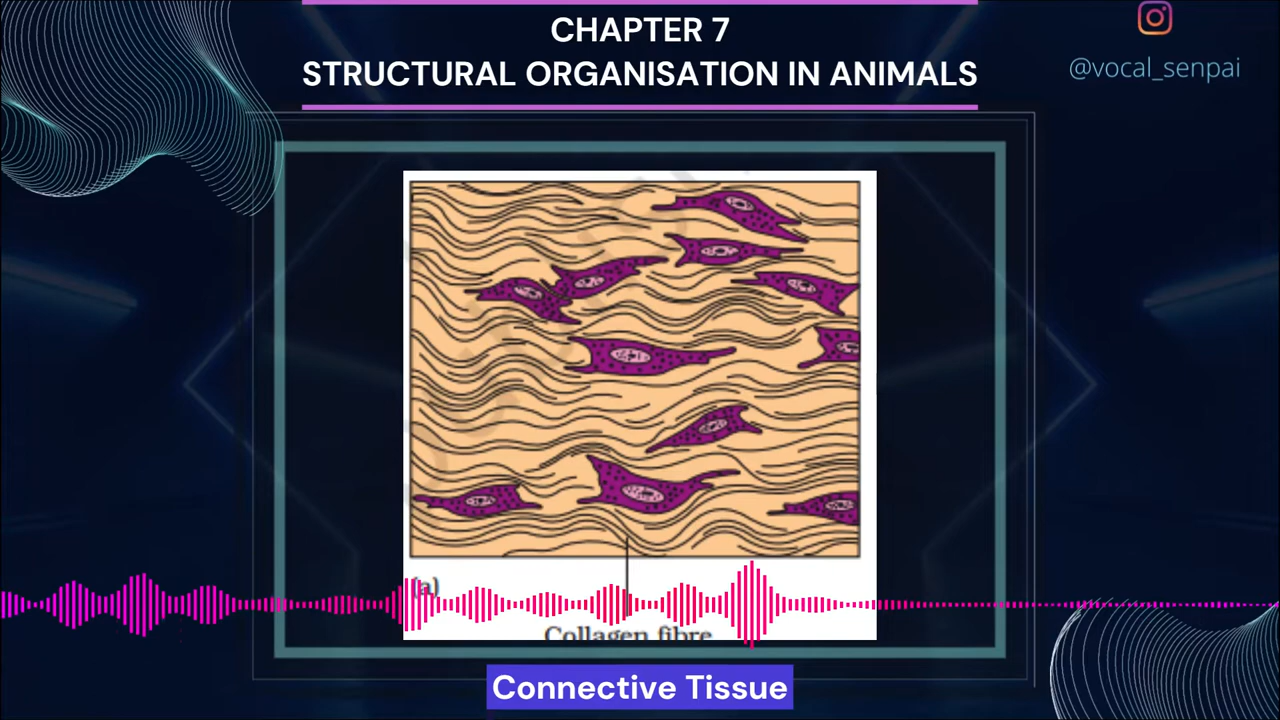 CHAPTER 7
STRUCTURAL ORGANISATION IN ANIMALS
@vocal_senpai
(a)
Collagen fibre
Connective Tissue